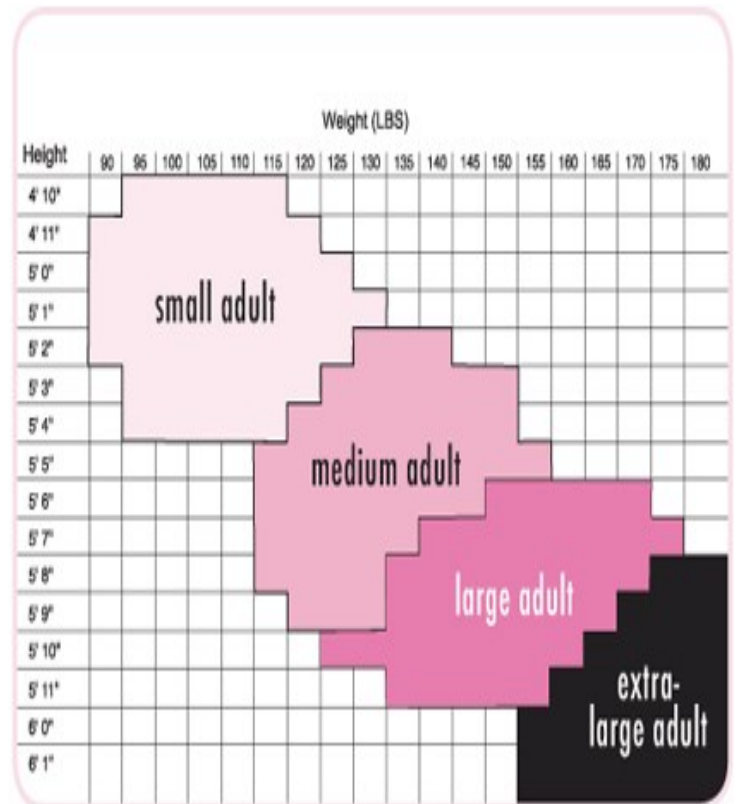 Weight (LBS)
Height 90 95 100 105 110 115 120 125 130 135 140 145 150 155 160 165 170 175 180
4' 10"
4' 11"
5' 0"
5' 1"
small adult
5' 2"
5' 3"
5' 4"
5' 5"
medium adult
5' 6"
5' 7"
5' 8"
large adult
5' 9"
5' 10"
5' 11"
extra-
large adult
6' 0"
6' 1"